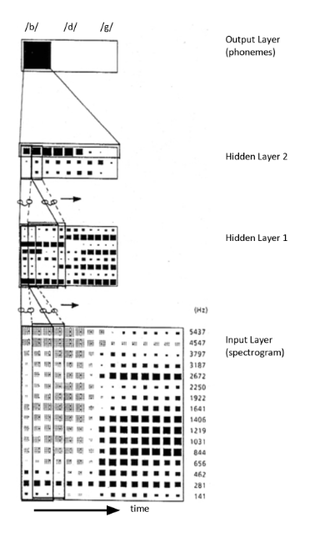 /b/ /d/ /g/
Output Layer
(phonemes)
Hidden Layer 2
Hidden Layer 1
(Hz)
5437
4547
3797
3187
2672
2250
1922
1641
1406
1219
1031
844
656
462
281
141
Input Layer
(spectrogram)
time